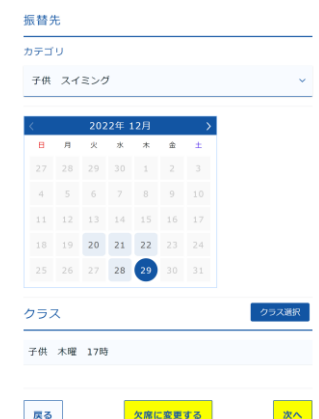 振替先
カテゴリ
子供 スイミング
2022年 12月
日 月 火 水 木 金 土
27 28 29 30 1 2 3
4 5 6 7 8 9 10
11 12 13 14 15 16 17
18 19 20 21 22 23 24
25 26 27 28 29 30 31
クラス
クラス選択
子供 木曜 17時
戻る 欠席に変更する 次へ